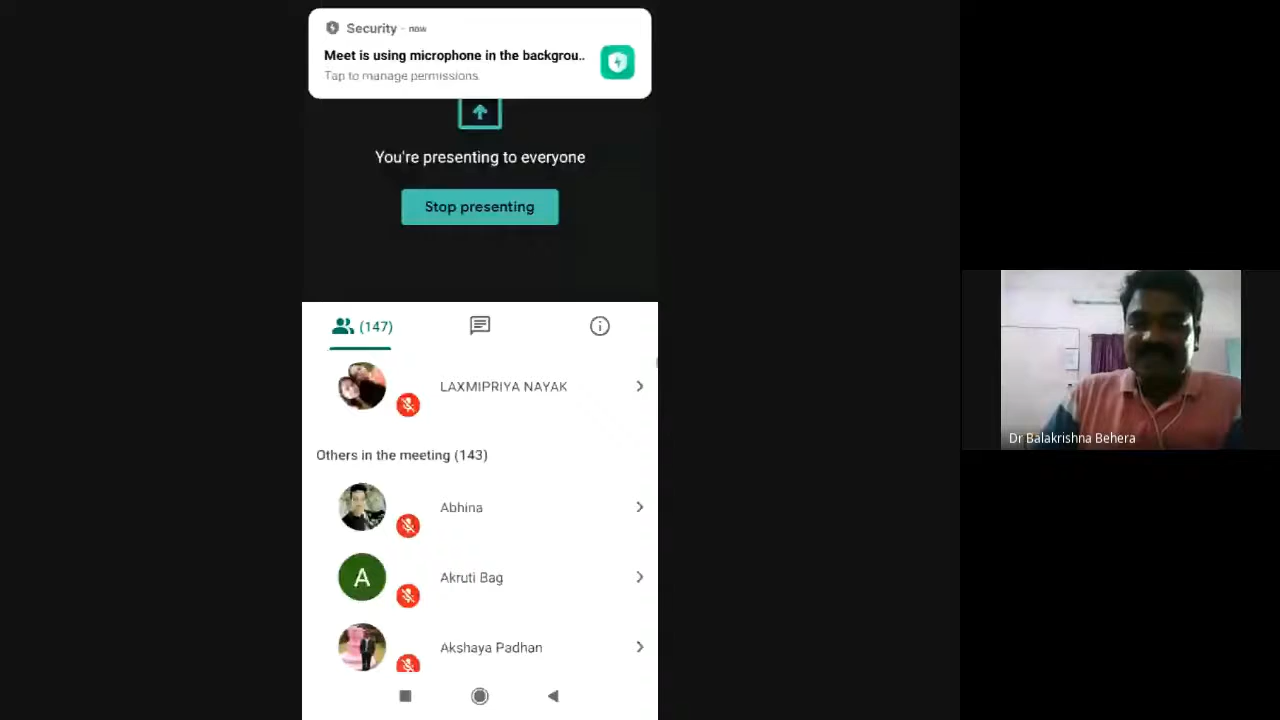 Security - now
Meet is using microphone in the backgrou..
Tap to manage permissions.
You're presenting to everyone
Stop presenting
(147)
LAXMIPRIYA NAYAK
Others in the meeting (143)
Abhina
A
Akruti Bag
Akshaya Padhan
Dr Balakrishna Behera